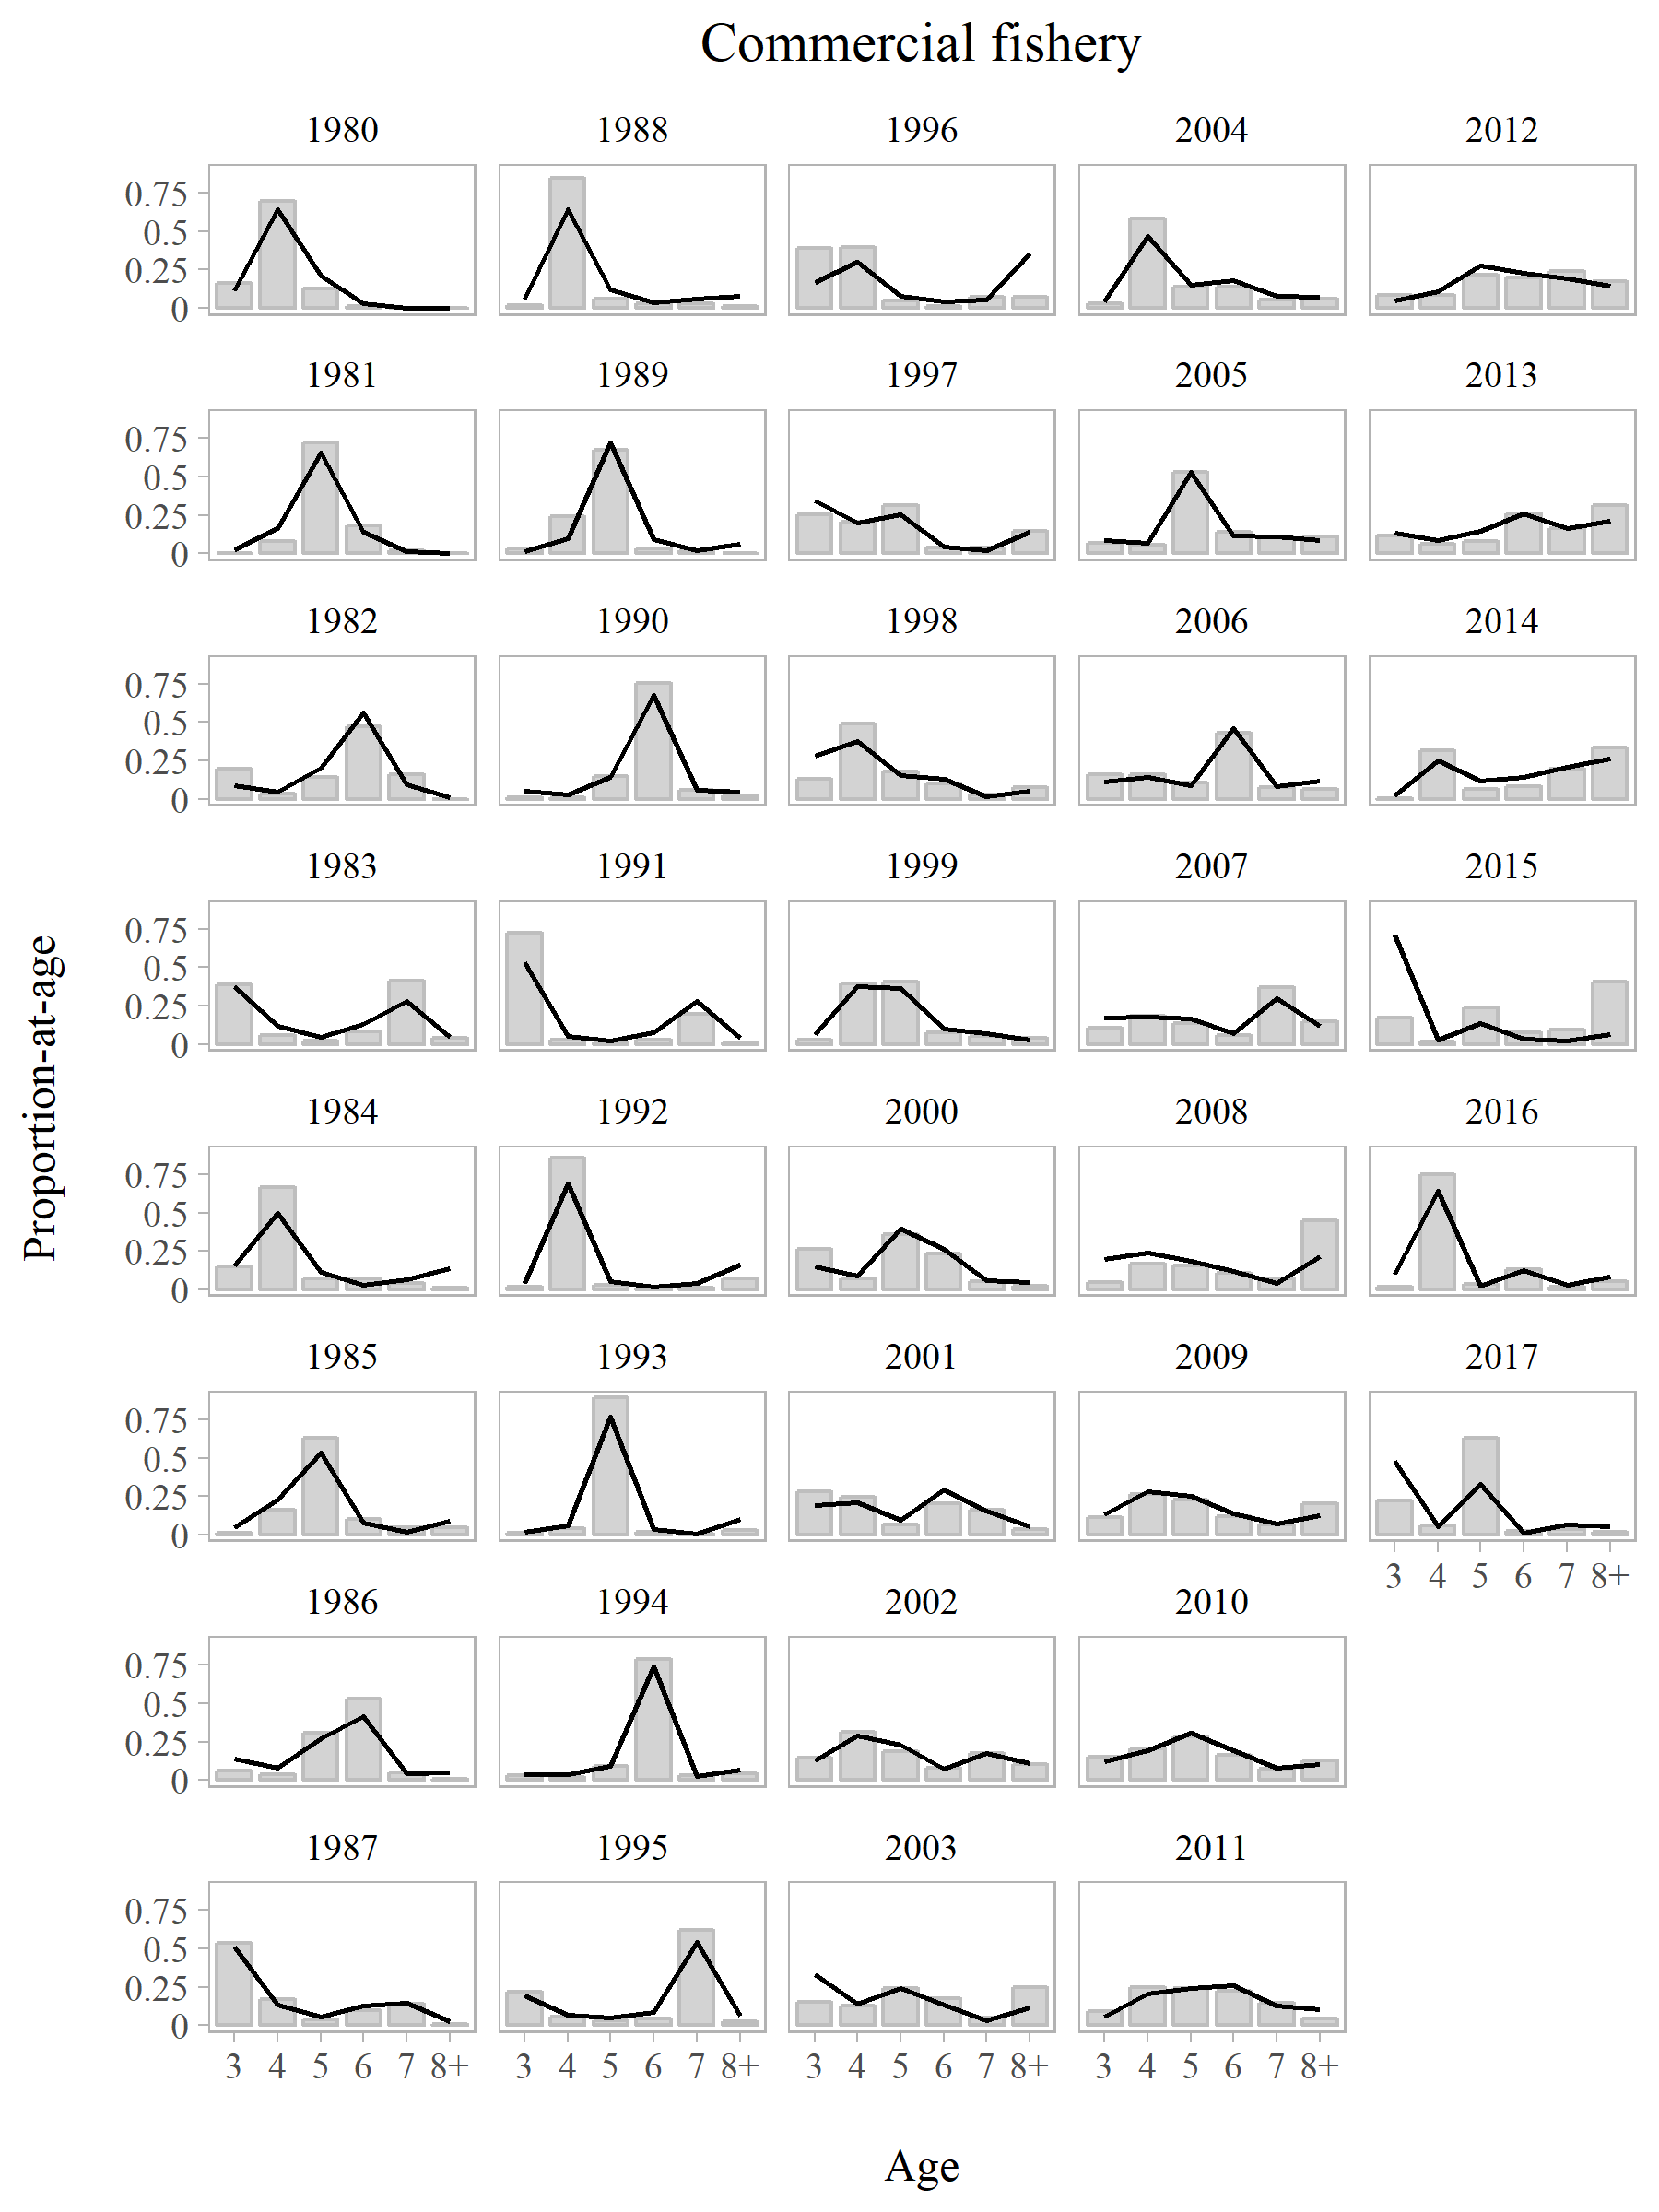 Commercial fishery
1980 1988 1996 2004 2012
0.75
0.5
0.25
0
1981 1989 1997 2005 2013
0.75
0.5
0.25
0
1982 1990 1998 2006 2014
0.75
0.5
0.25
0
1983 1991 1999 2007 2015
0.75
0.5
0.25
0
Proportion-at-age
1984 1992 2000 2008 2016
0.75
0.5
0.25
0
1985 1993 2001 2009 2017
0.75
0.5
0.25
0
3 4 5 6 7 8+
1986 1994 2002 2010
0.75
0.5
0.25
0
1987 1995 2003 2011
0.75
0.5
0.25
0
3 4 5 6 7 8+ 3 4 5 6 7 8+ 3 4 5 6 7 8+ 3 4 5 6 7 8+
Age